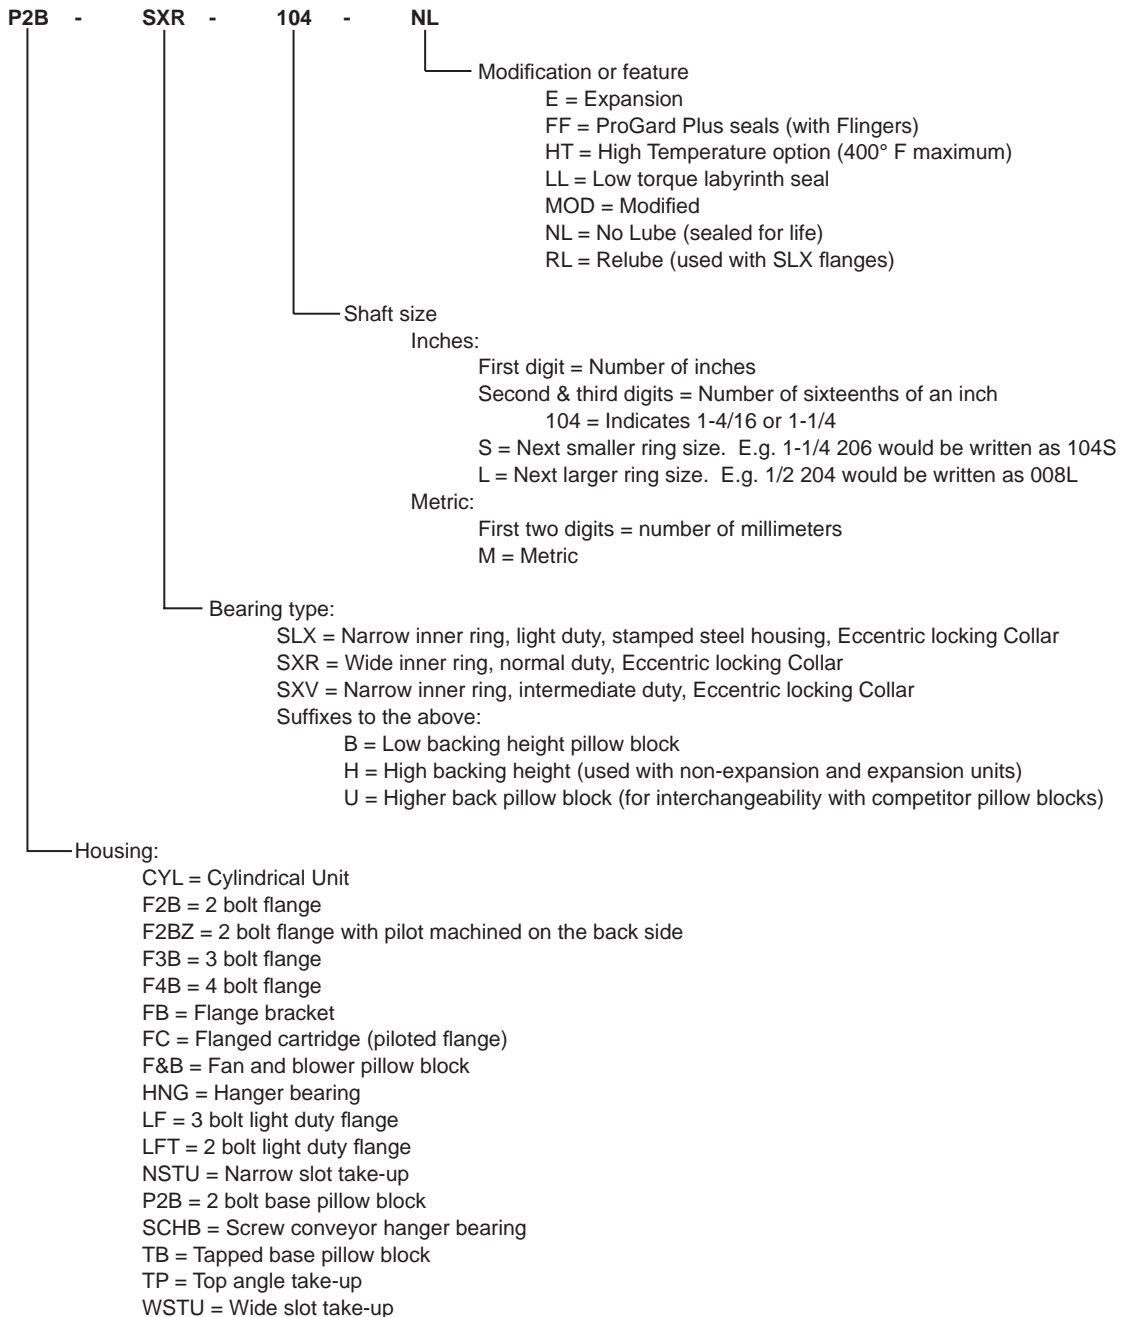 P2B - SXR - 104 - NL
Modification or feature
E = Expansion
FF = ProGard Plus seals (with Flingers)
HT = High Temperature option (400° F maximum)
LL = Low torque labyrinth seal
MOD = Modified
NL = No Lube (sealed for life)
RL = Relube (used with SLX flanges)
Shaft size
Inches:
First digit = Number of inches
Second & third digits = Number of sixteenths of an inch
104 = Indicates 1-4/16 or 1-1/4
S = Next smaller ring size. E.g. 1-1/4 206 would be written as 104S
L = Next larger ring size. E.g. 1/2 204 would be written as 008L
Metric:
First two digits = number of millimeters
M = Metric
Bearing type:
SLX = Narrow inner ring, light duty, stamped steel housing, Eccentric locking Collar
SXR = Wide inner ring, normal duty, Eccentric locking Collar
SXV = Narrow inner ring, intermediate duty, Eccentric locking Collar
Suffixes to the above:
B = Low backing height pillow block
H = High backing height (used with non-expansion and expansion units)
U = Higher back pillow block (for interchangeability with competitor pillow blocks)
Housing:
CYL = Cylindrical Unit
F2B = 2 bolt flange
F2BZ = 2 bolt flange with pilot machined on the back side
F3B = 3 bolt flange
F4B = 4 bolt flange
FB = Flange bracket
FC = Flanged cartridge (piloted flange)
F&B = Fan and blower pillow block
HNG = Hanger bearing
LF = 3 bolt light duty flange
LFT = 2 bolt light duty flange
NSTU = Narrow slot take-up
P2B = 2 bolt base pillow block
SCHB = Screw conveyor hanger bearing
TB = Tapped base pillow block
TP = Top angle take-up
WSTU = Wide slot take-up